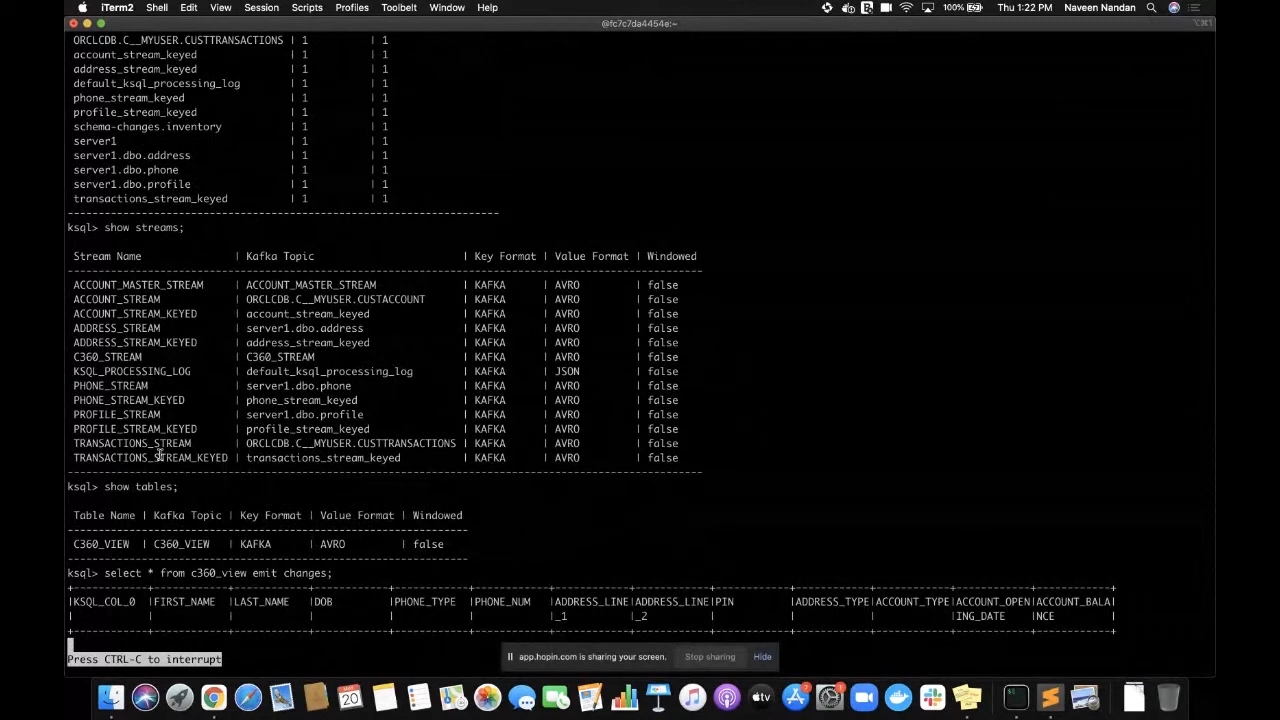 iTerm2 Shell Edit View Session Scripts Profiles Toolbelt Window Help 100% Thu 1:22 PM Naveen Nandan
@fc7c7da4454e:~ ⌥⌘1
ORCLCDB.C__MYUSER.CUSTTRANSACTIONS | 1 | 1
account_stream_keyed | 1 | 1
address_stream_keyed | 1 | 1
default_ksql_processing_log | 1 | 1
phone_stream_keyed | 1 | 1
profile_stream_keyed | 1 | 1
schema-changes.inventory | 1 | 1
server1 | 1 | 1
server1.dbo.address | 1 | 1
server1.dbo.phone | 1 | 1
server1.dbo.profile | 1 | 1
transactions_stream_keyed | 1 | 1
ksql> show streams;
Stream Name | Kafka Topic | Key Format | Value Format | Windowed
ACCOUNT_MASTER_STREAM | ACCOUNT_MASTER_STREAM | KAFKA | AVRO | false
ACCOUNT_STREAM | ORCLCDB.C__MYUSER.CUSTACCOUNT | KAFKA | AVRO | false
ACCOUNT_STREAM_KEYED | account_stream_keyed | KAFKA | AVRO | false
ADDRESS_STREAM | server1.dbo.address | KAFKA | AVRO | false
ADDRESS_STREAM_KEYED | address_stream_keyed | KAFKA | AVRO | false
C360_STREAM | C360_STREAM | KAFKA | AVRO | false
KSQL_PROCESSING_LOG | default_ksql_processing_log | KAFKA | JSON | false
PHONE_STREAM | server1.dbo.phone | KAFKA | AVRO | false
PHONE_STREAM_KEYED | phone_stream_keyed | KAFKA | AVRO | false
PROFILE_STREAM | server1.dbo.profile | KAFKA | AVRO | false
PROFILE_STREAM_KEYED | profile_stream_keyed | KAFKA | AVRO | false
TRANSACTIONS_STREAM | ORCLCDB.C__MYUSER.CUSTTRANSACTIONS | KAFKA | AVRO | false
TRANSACTIONS_STREAM_KEYED | transactions_stream_keyed | KAFKA | AVRO | false
ksql> show tables;
Table Name | Kafka Topic | Key Format | Value Format | Windowed
C360_VIEW | C360_VIEW | KAFKA | AVRO | false
ksql> select * from c360_view emit changes;
|KSQL_COL_0 |FIRST_NAME |LAST_NAME |DOB |PHONE_TYPE |PHONE_NUM |ADDRESS_LINE|ADDRESS_LINE|PIN |ADDRESS_TYPE|ACCOUNT_TYPE|ACCOUNT_OPEN|ACCOUNT_BALA|
| | | | | | |_1 |_2 | | | |ING_DATE |NCE |
Press CTRL-C to interrupt
app.hopin.com is sharing your screen. Stop sharing Hide